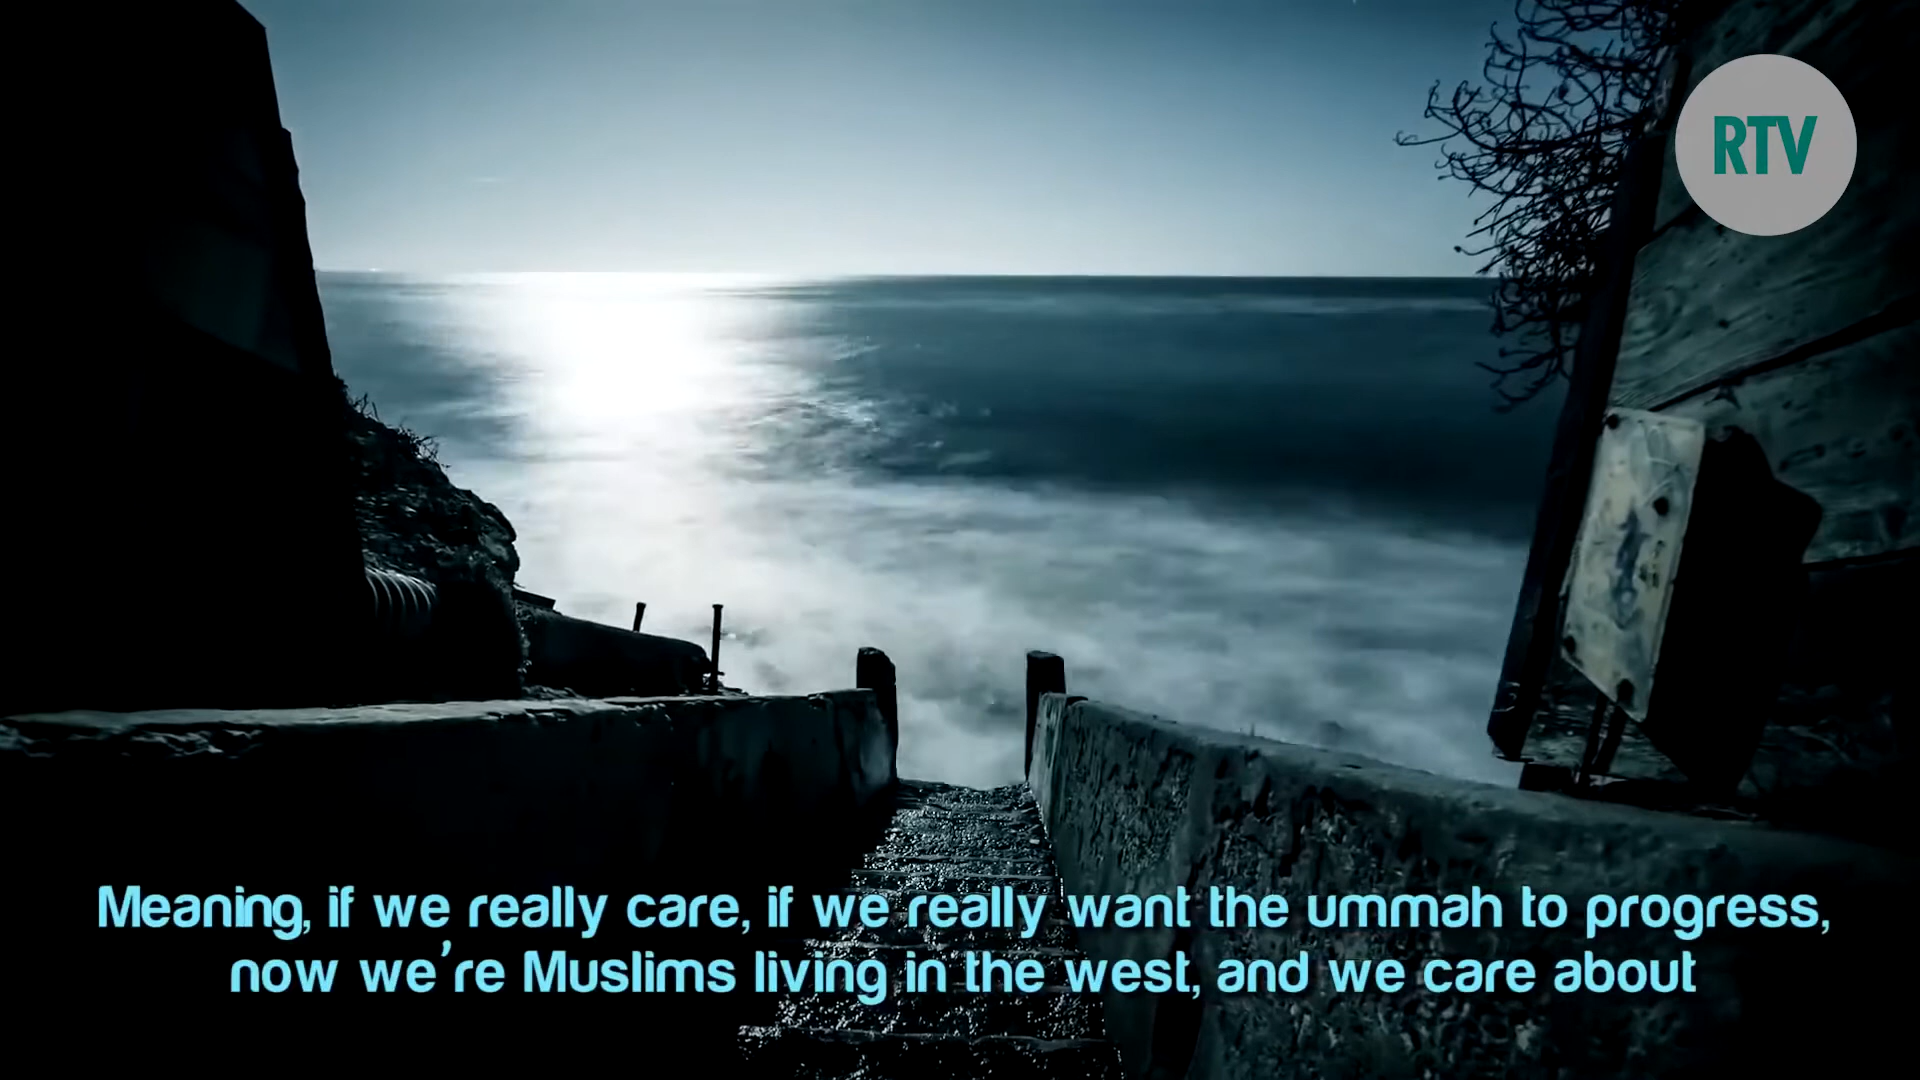 RTV
Meaning, if we really care, if we really want the ummah to progress,
now we're Muslims living in the west, and we care about